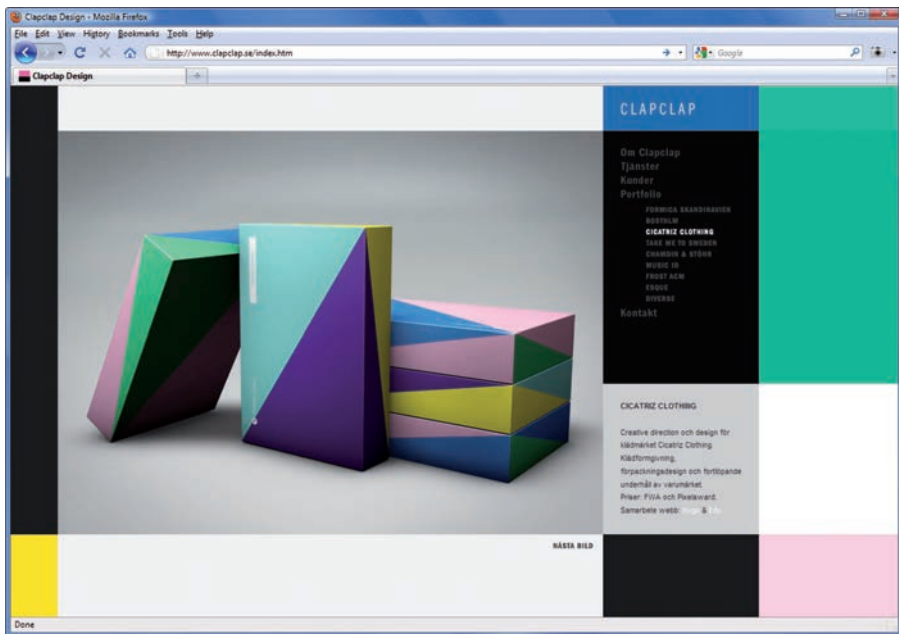 Clapclap Design - Mozilla Firefox
File Edit View History Bookmarks Tools Help
http://www.clapclap.se/index.htm
Google
Clapclap Design
CLAPCLAP
Om Clapclap
Tjänster
Kunder
Portfolio
FORMICA SKANDINAVIEN
BOSTHLM
CICATRIZ CLOTHING
TAKE ME TO SWEDEN
CHAMDIN & STÖHR
MUSIC ID
FROST ACM
ESQUE
DIVERSE
Kontakt
CICATRIZ CLOTHING
Creative direction och design för
klädmärket Cicatriz Clothing
Klädformgivning,
förpackningsdesign och fortlöpande
underhåll av varumärket.
Priser: FWA och Pixelaward.
Samarbete webb: &
NÄSTA BILD
Done